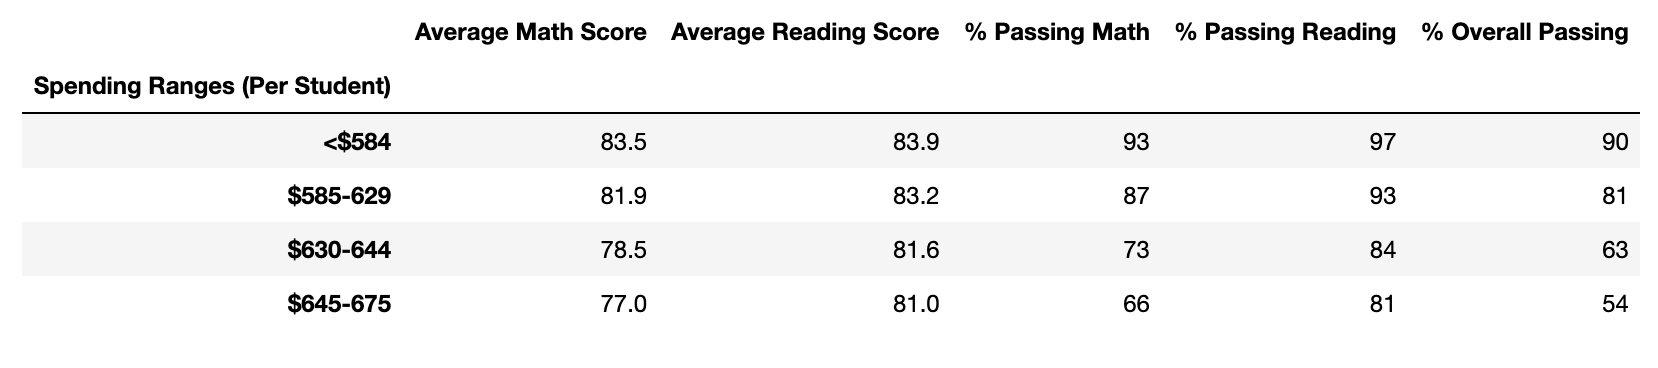 Average Math Score Average Reading Score % Passing Math % Passing Reading % Overall Passing
Spending Ranges (Per Student)
<$584 83.5 83.9 93 97 90
$585-629 81.9 83.2 87 93 81
$630-644 78.5 81.6 73 84 63
$645-675 77.0 81.0 66 81 54